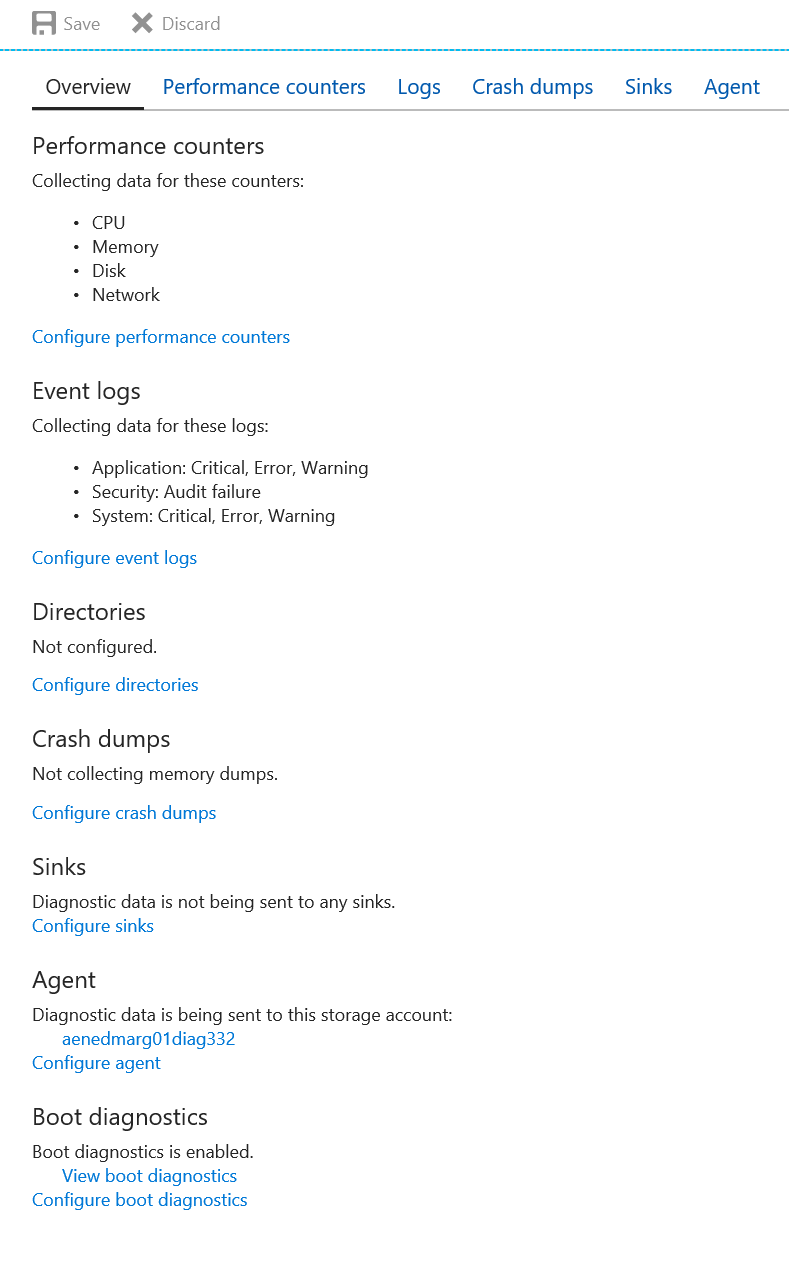 Save Discard
Overview Performance counters Logs Crash dumps Sinks Agent
Performance counters
Collecting data for these counters:
• CPU
• Memory
• Disk
• Network
Configure performance counters
Event logs
Collecting data for these logs:
• Application: Critical, Error, Warning
• Security: Audit failure
• System: Critical, Error, Warning
Configure event logs
Directories
Not configured.
Configure directories
Crash dumps
Not collecting memory dumps.
Configure crash dumps
Sinks
Diagnostic data is not being sent to any sinks.
Configure sinks
Agent
Diagnostic data is being sent to this storage account:
aenedmarg01diag332
Configure agent
Boot diagnostics
Boot diagnostics is enabled.
View boot diagnostics
Configure boot diagnostics